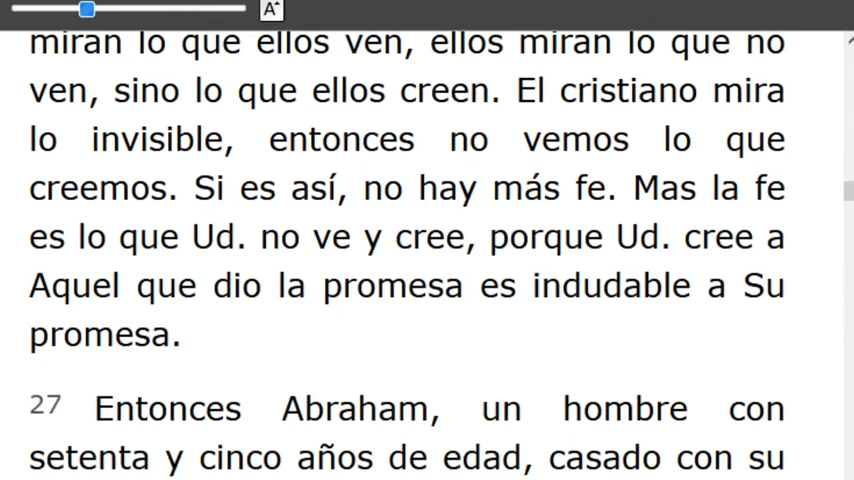 miran lo que ellos ven, ellos miran lo que no
ven, sino lo que ellos creen. El cristiano mira
lo invisible, entonces no vemos lo que
creemos. Si es así, no hay más fe. Mas la fe
es lo que Ud. no ve y cree, porque Ud. cree a
Aquel que dio la promesa es indudable a Su
promesa.
27 Entonces Abraham, un hombre con
setenta y cinco años de edad, casado con su